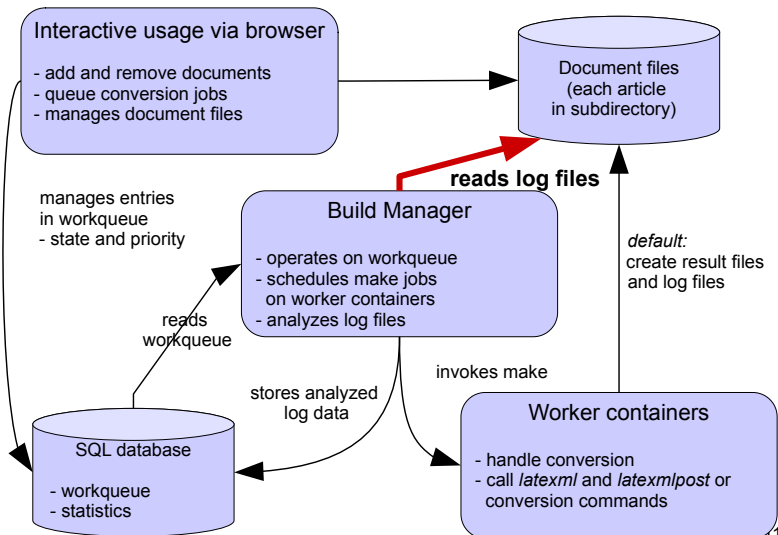 Interactive usage via browser
- add and remove documents
- queue conversion jobs
- manages document files
Document files
(each article
in subdirectory)
reads log files
manages entries
in workqueue
- state and priority
Build Manager
- operates on workqueue
- schedules make jobs
on worker containers
- analyzes log files
default:
create result files
and log files
reads
workqueue
stores analyzed
log data
invokes make
SQL database
- workqueue
- statistics
Worker containers
- handle conversion
- call latexml and latexmlpost or
conversion commands